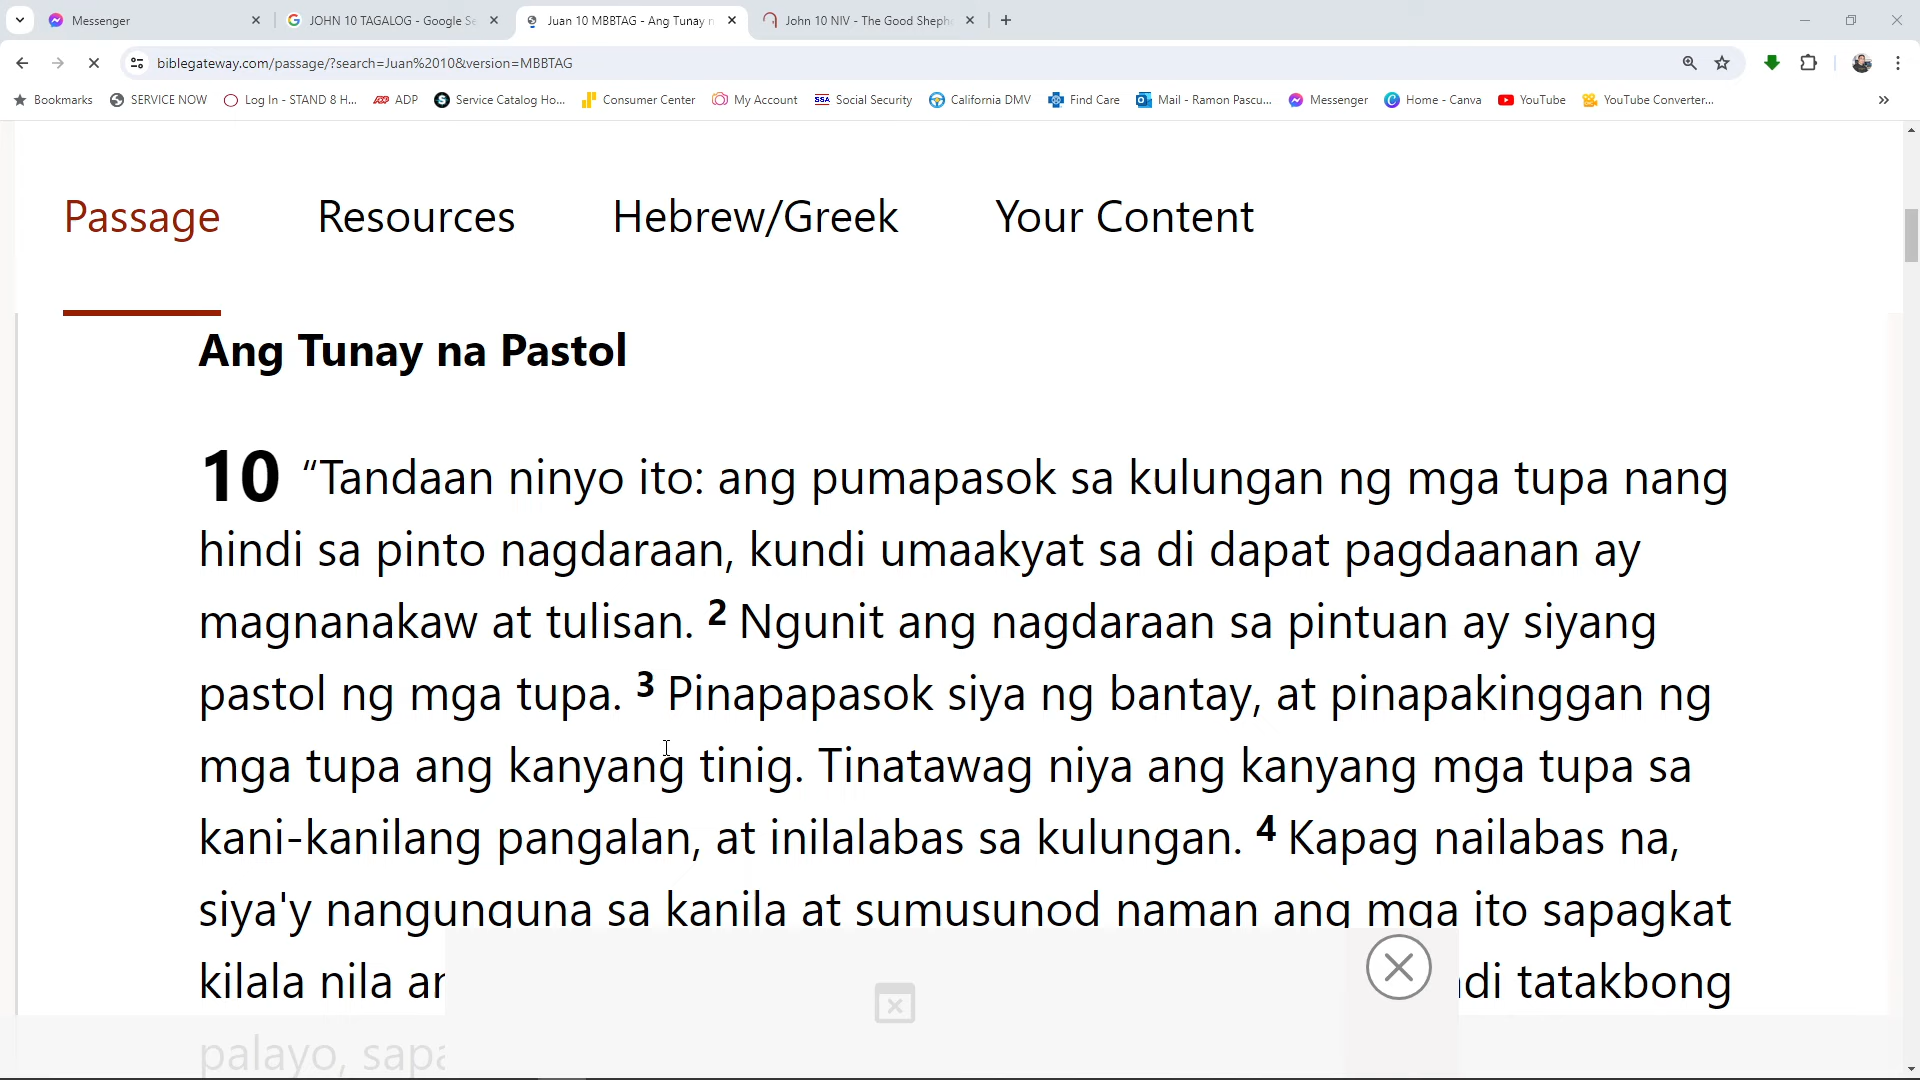 Messenger
JOHN 10 TAGALOG - Google Se
Juan 10 MBBTAG - Ang Tunay n
John 10 NIV - The Good Sheph
biblegateway.com/passage/?search=Juan%2010&version=MBBTAG
Bookmarks SERVICE NOW Log In - STAND 8 H... ADP Service Catalog Ho... Consumer Center My Account SSA Social Security California DMV Find Care Mail - Ramon Pascu... Messenger Home - Canva YouTube YouTube Converter...
Passage Resources Hebrew/Greek Your Content
Ang Tunay na Pastol
10 “Tandaan ninyo ito: ang pumapasok sa kulungan ng mga tupa nang
hindi sa pinto nagdaraan, kundi umaakyat sa di dapat pagdaanan ay
magnanakaw at tulisan. 2 Ngunit ang nagdaraan sa pintuan ay siyang
pastol ng mga tupa. 3 Pinapapasok siya ng bantay, at pinapakinggan ng
mga tupa ang kanyang tinig. Tinatawag niya ang kanyang mga tupa sa
kani-kanilang pangalan, at inilalabas sa kulungan. 4 Kapag nailabas na,
siya'y nangunguna sa kanila at sumusunod naman ang mga ito sapagkat
kilala nila tatakbong
palayo,